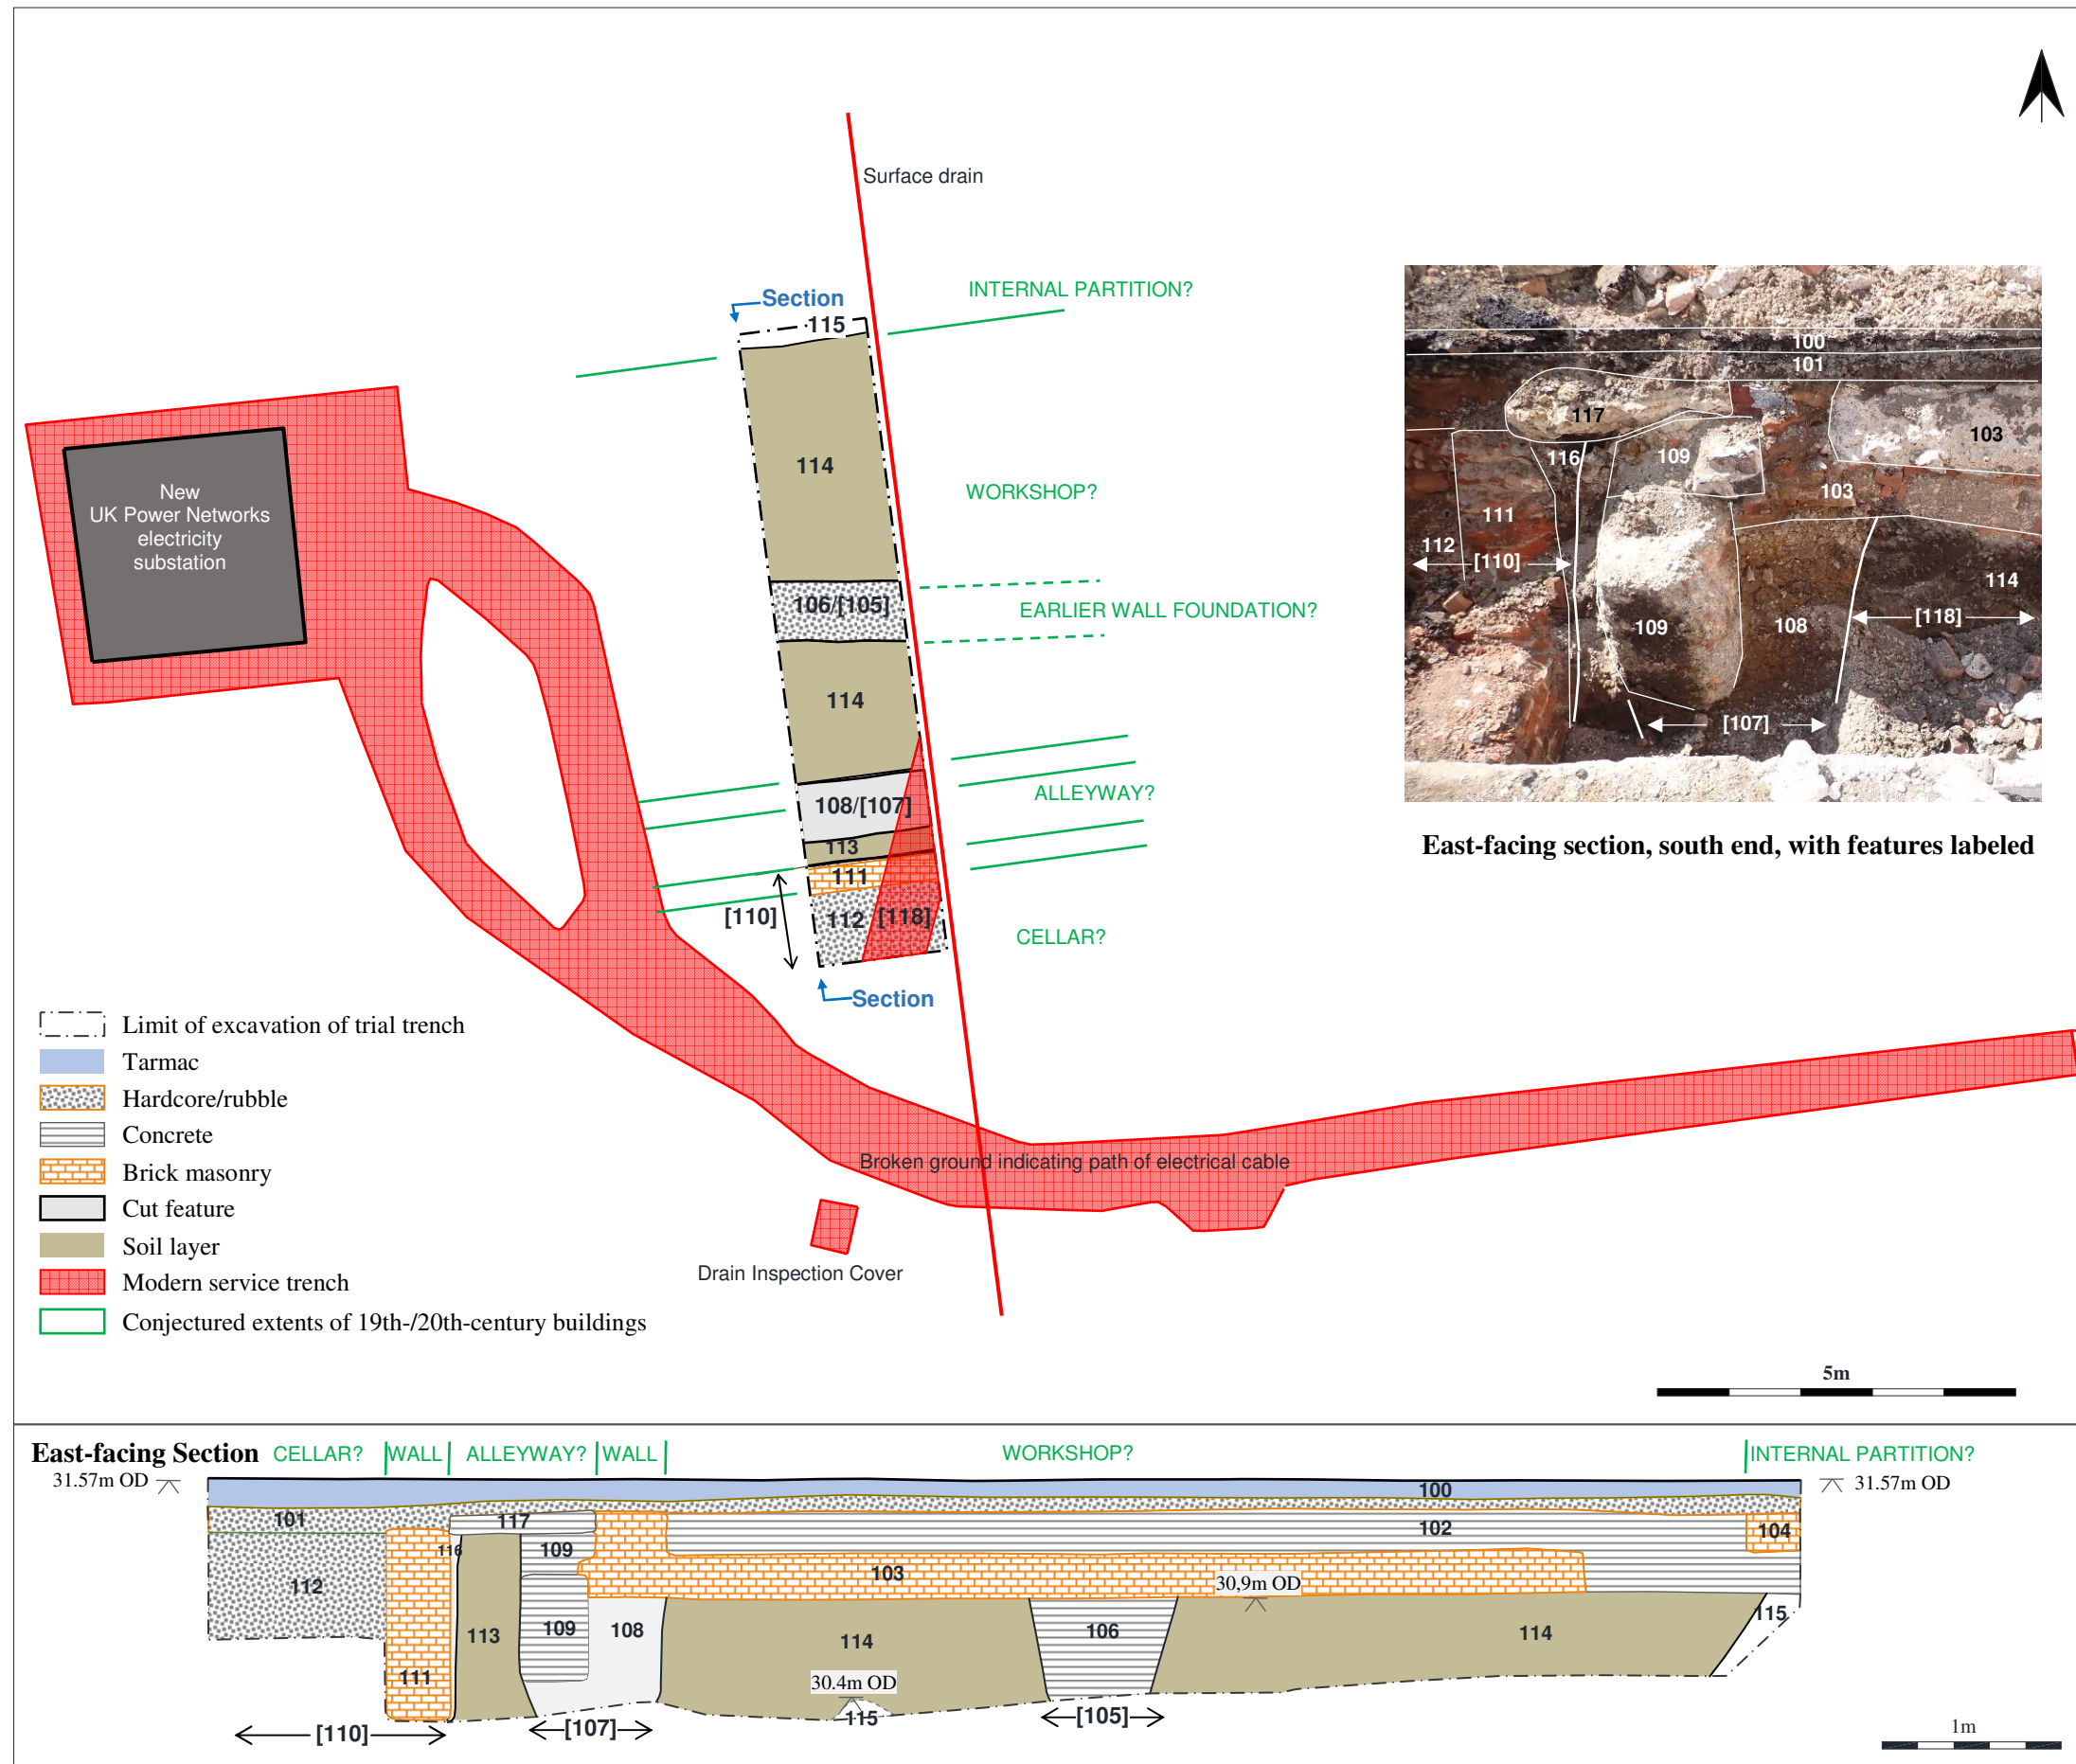 Surface drain
INTERNAL PARTITION?
Section
115
114
WORKSHOP?
106/[105]
EARLIER WALL FOUNDATION?
114
108/[107]
ALLEYWAY?
113
111
[110]
112
[118]
CELLAR?
Section
New
UK Power Networks
electricity
substation
100
101
117
103
116
109
103
111
112
[110]
114
[118]
109
108
[107]
East-facing section, south end, with features labeled
Broken ground indicating path of electrical cable
Drain Inspection Cover
Limit of excavation of trial trench
Tarmac
Hardcore/rubble
Concrete
Brick masonry
Cut feature
Soil layer
Modern service trench
Conjectured extents of 19th-/20th-century buildings
5m
East-facing Section
CELLAR?
WALL
ALLEYWAY?
WALL
WORKSHOP?
INTERNAL PARTITION?
31.57m OD
31.57m OD
100
101
117
102
104
116
109
103
112
30,9m OD
115
113
109
108
114
106
114
111
30.4m OD
115
[110]
[107]
[105]
1m